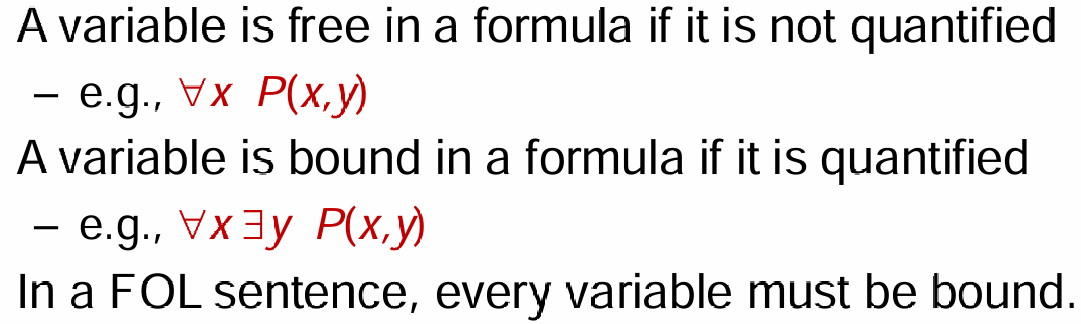 A variable is free in a formula if it is not quantified
– e.g., ∀x P(x,y)
A variable is bound in a formula if it is quantified
– e.g., ∀x ∃y P(x,y)
In a FOL sentence, every variable must be bound.